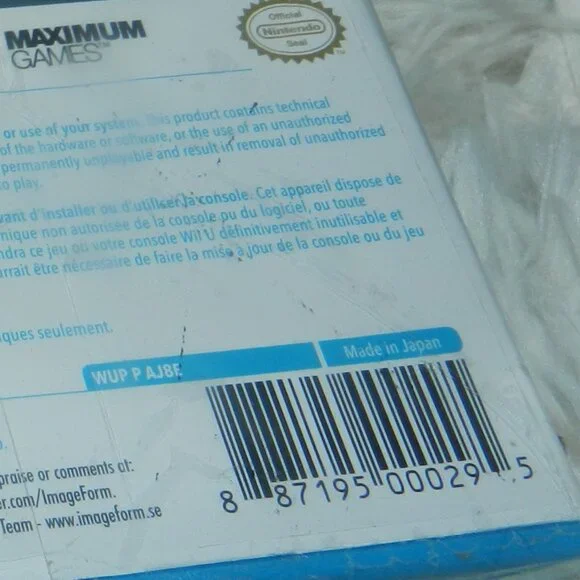 MAXIMUM
GAMES™
Official
Nintendo
Seal
TM
or use of your system. This product contains technical
of the hardware or software, or the use of an unauthorized
permanently unplayable and result in removal of unauthorized
to play.
vant d'installer ou d'utiliser la console. Cet appareil dispose de
nique non autorisée de la console ou du logiciel, ou toute
ndra ce jeu ou votre console Wii U définitivement inutilisable et
urrait être nécessaire de faire la mise à jour de la console ou du jeu
iques seulement.
WUP P AJ8E
Made in Japan
praise or comments at:
er.com/ImageForm.
Team - www.imageform.se
8 87195 00029 5